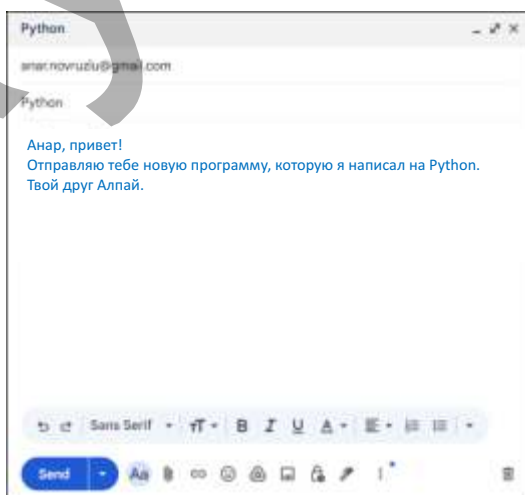 Python
anar.novruzlu@gmail.com
Python
Анар, привет!
Отправляю тебе новую программу, которую я написал на Python.
Твой друг Алпай.
Sans Serif
B I U A
Send Aa